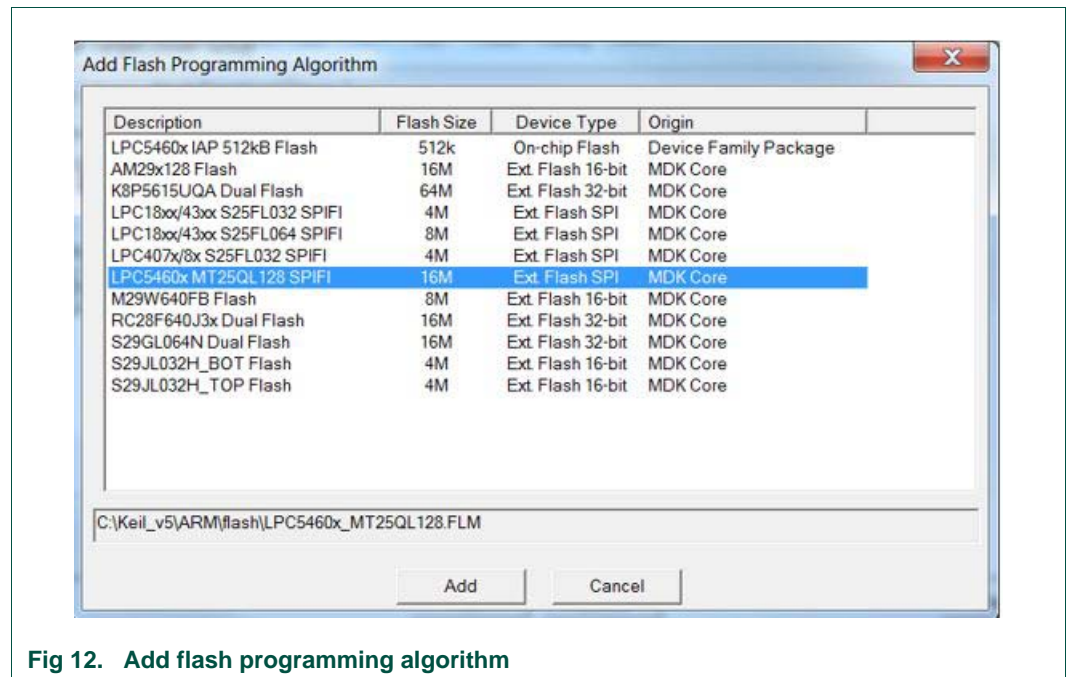 Add Flash Programming Algorithm
Description Flash Size Device Type Origin
LPC5460x IAP 512kB Flash 512k On-chip Flash Device Family Package
AM29x128 Flash 16M Ext. Flash 16-bit MDK Core
K8P5615UQA Dual Flash 64M Ext. Flash 32-bit MDK Core
LPC18xx/43xx S25FL032 SPIFI 4M Ext. Flash SPI MDK Core
LPC18xx/43xx S25FL064 SPIFI 8M Ext. Flash SPI MDK Core
LPC407x/8x S25FL032 SPIFI 4M Ext. Flash SPI MDK Core
LPC5460x MT25QL128 SPIFI 16M Ext. Flash SPI MDK Core
M29W640FB Flash 8M Ext. Flash 16-bit MDK Core
RC28F640J3x Dual Flash 16M Ext. Flash 32-bit MDK Core
S29GL064N Dual Flash 16M Ext. Flash 32-bit MDK Core
S29JL032H_BOT Flash 4M Ext. Flash 16-bit MDK Core
S29JL032H_TOP Flash 4M Ext. Flash 16-bit MDK Core
C:\Keil_v5\ARM\flash\LPC5460x_MT25QL128.FLM
Add Cancel
Fig 12. Add flash programming algorithm